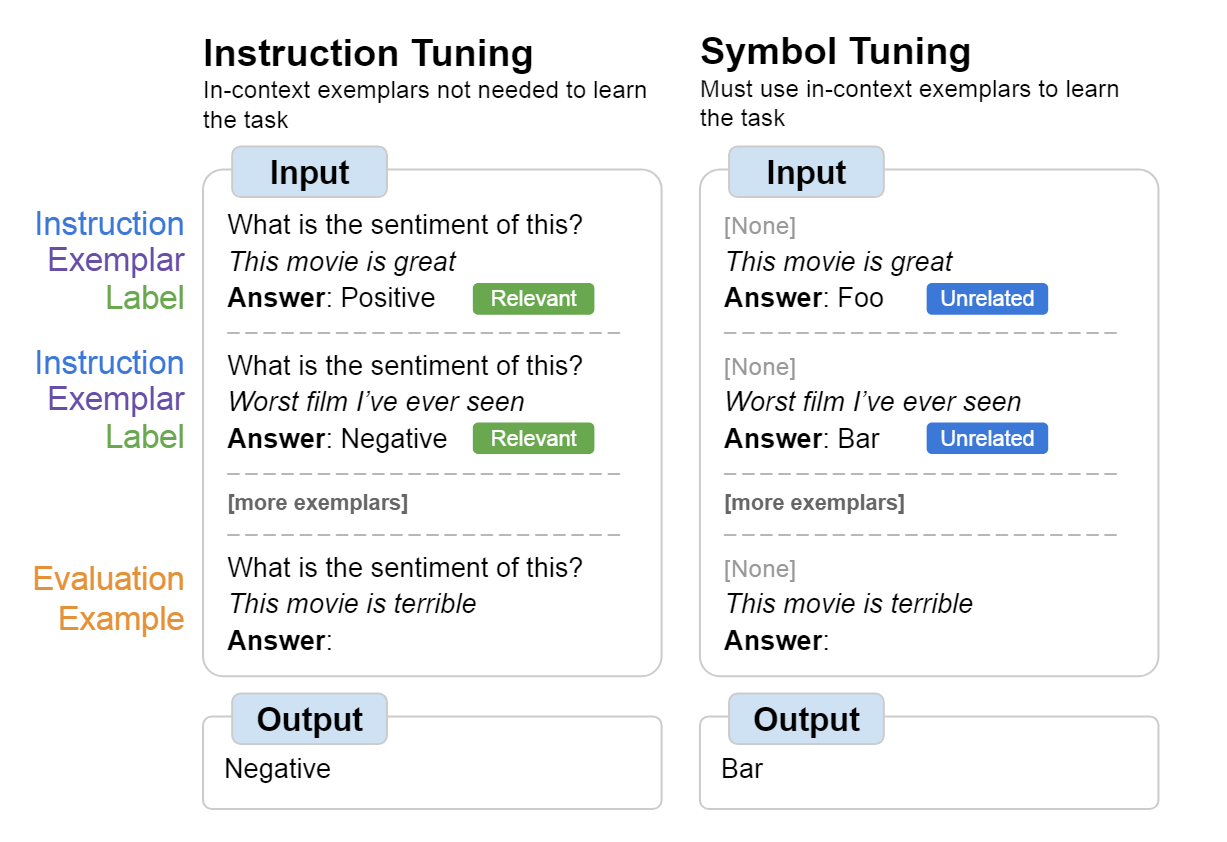 Instruction Tuning
In-context exemplars not needed to learn
the task
Input
Instruction
Exemplar
Label
What is the sentiment of this?
This movie is great
Answer: Positive
Relevant
Instruction
Exemplar
Label
What is the sentiment of this?
Worst film I’ve ever seen
Answer: Negative
Relevant
[more exemplars]
Evaluation
Example
What is the sentiment of this?
This movie is terrible
Answer:
Output
Negative
Symbol Tuning
Must use in-context exemplars to learn
the task
Input
[None]
This movie is great
Answer: Foo
Unrelated
[None]
Worst film I’ve ever seen
Answer: Bar
Unrelated
[more exemplars]
[None]
This movie is terrible
Answer:
Output
Bar